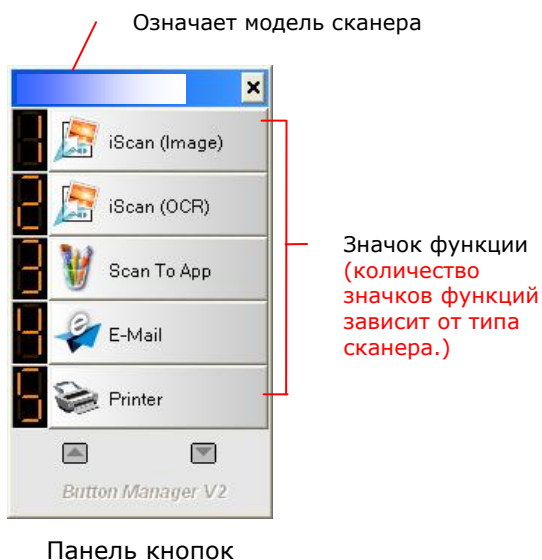 Означает модель сканера
1 iScan (Image)
2 iScan (OCR)
3 Scan To App
4 E-Mail
5 Printer
Button Manager V2
Значок функции
(количество
значков функций
зависит от типа
сканера.)
Панель кнопок